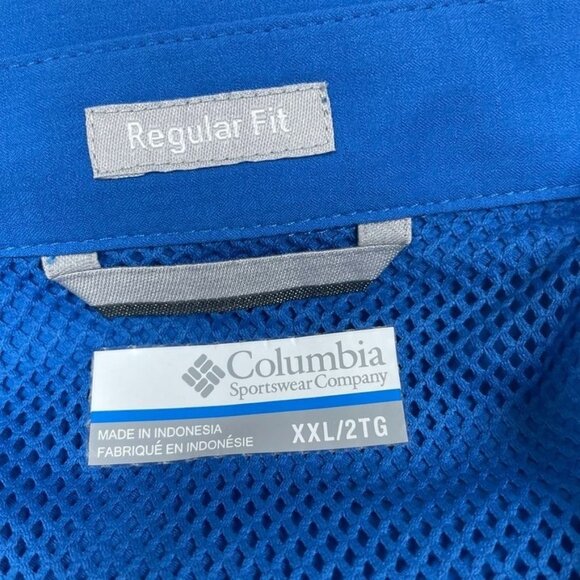 Regular Fit
Columbia
Sportswear Company
MADE IN INDONESIA
FABRIQUÉ EN INDONÉSIE
XXL/2TG